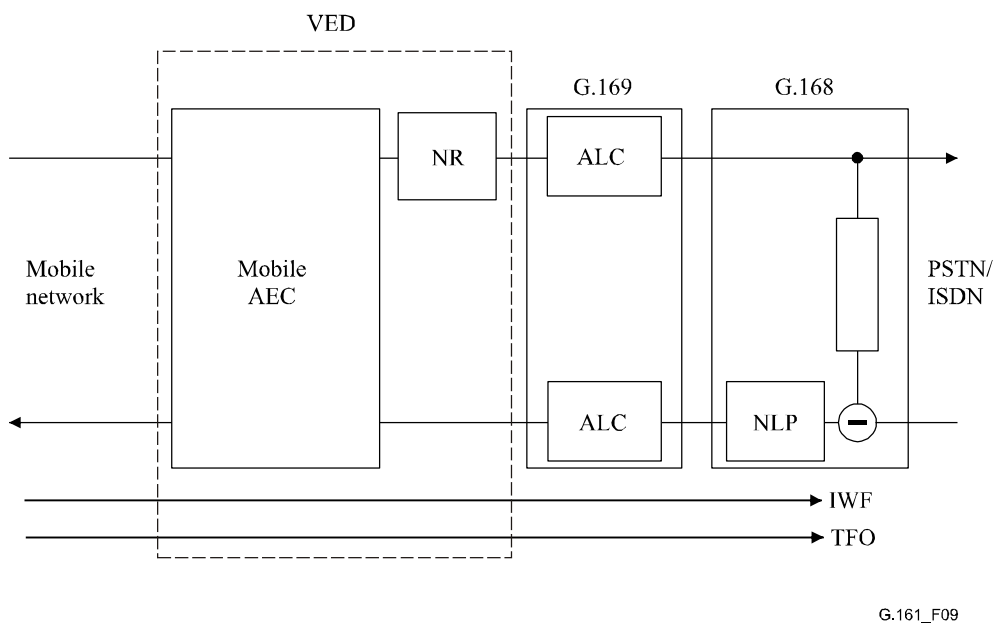 VED
G.169
G.168
NR
ALC
Mobile
network
Mobile
AEC
PSTN/
ISDN
ALC
NLP
IWF
TFO
G.161_F09